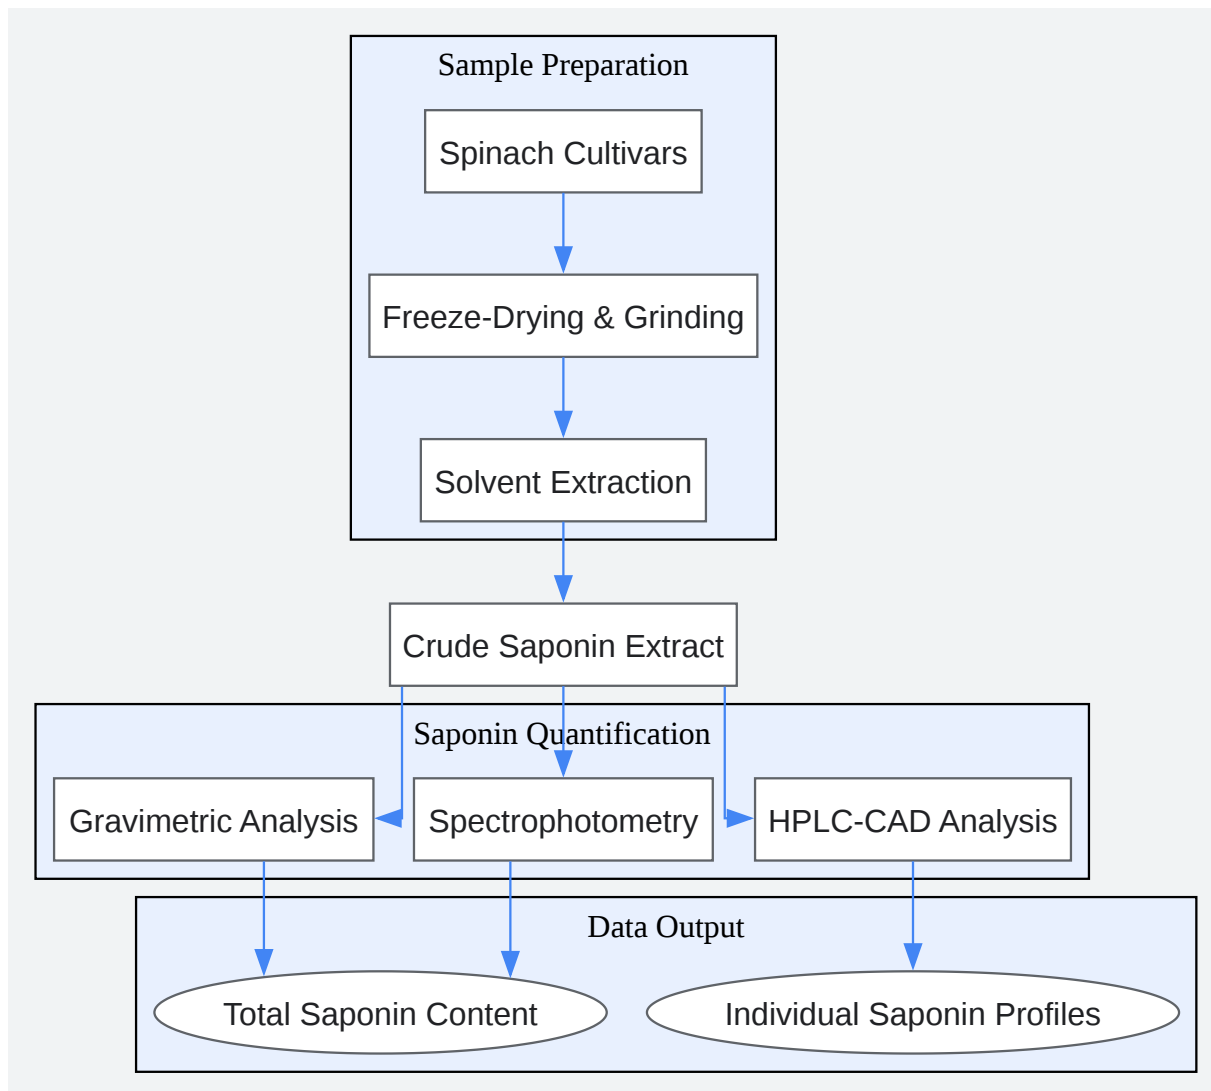 Sample Preparation
Spinach Cultivars
Freeze-Drying & Grinding
Solvent Extraction
Crude Saponin Extract
Saponin Quantification
Gravimetric Analysis
Spectrophotometry
HPLC-CAD Analysis
Data Output
Total Saponin Content
Individual Saponin Profiles